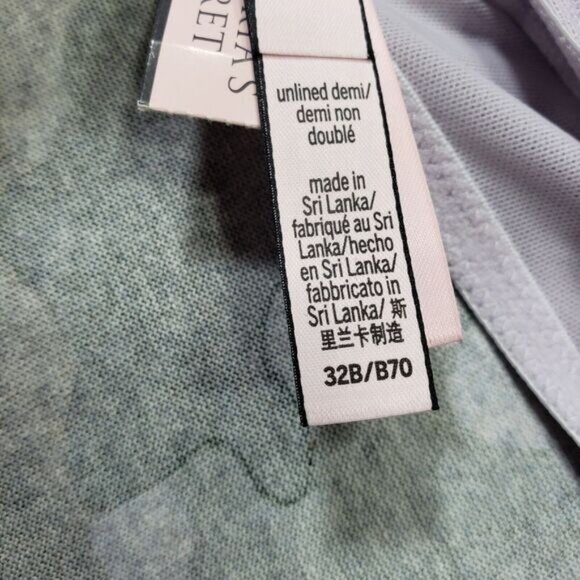 RET
unlined demi/
demi non
doublé
made in
Sri Lanka/
fabriqué au Sri
Lanka/hecho
en Sri Lanka/
fabbricato in
Sri Lanka/ 斯
里兰卡制造
32B/B70